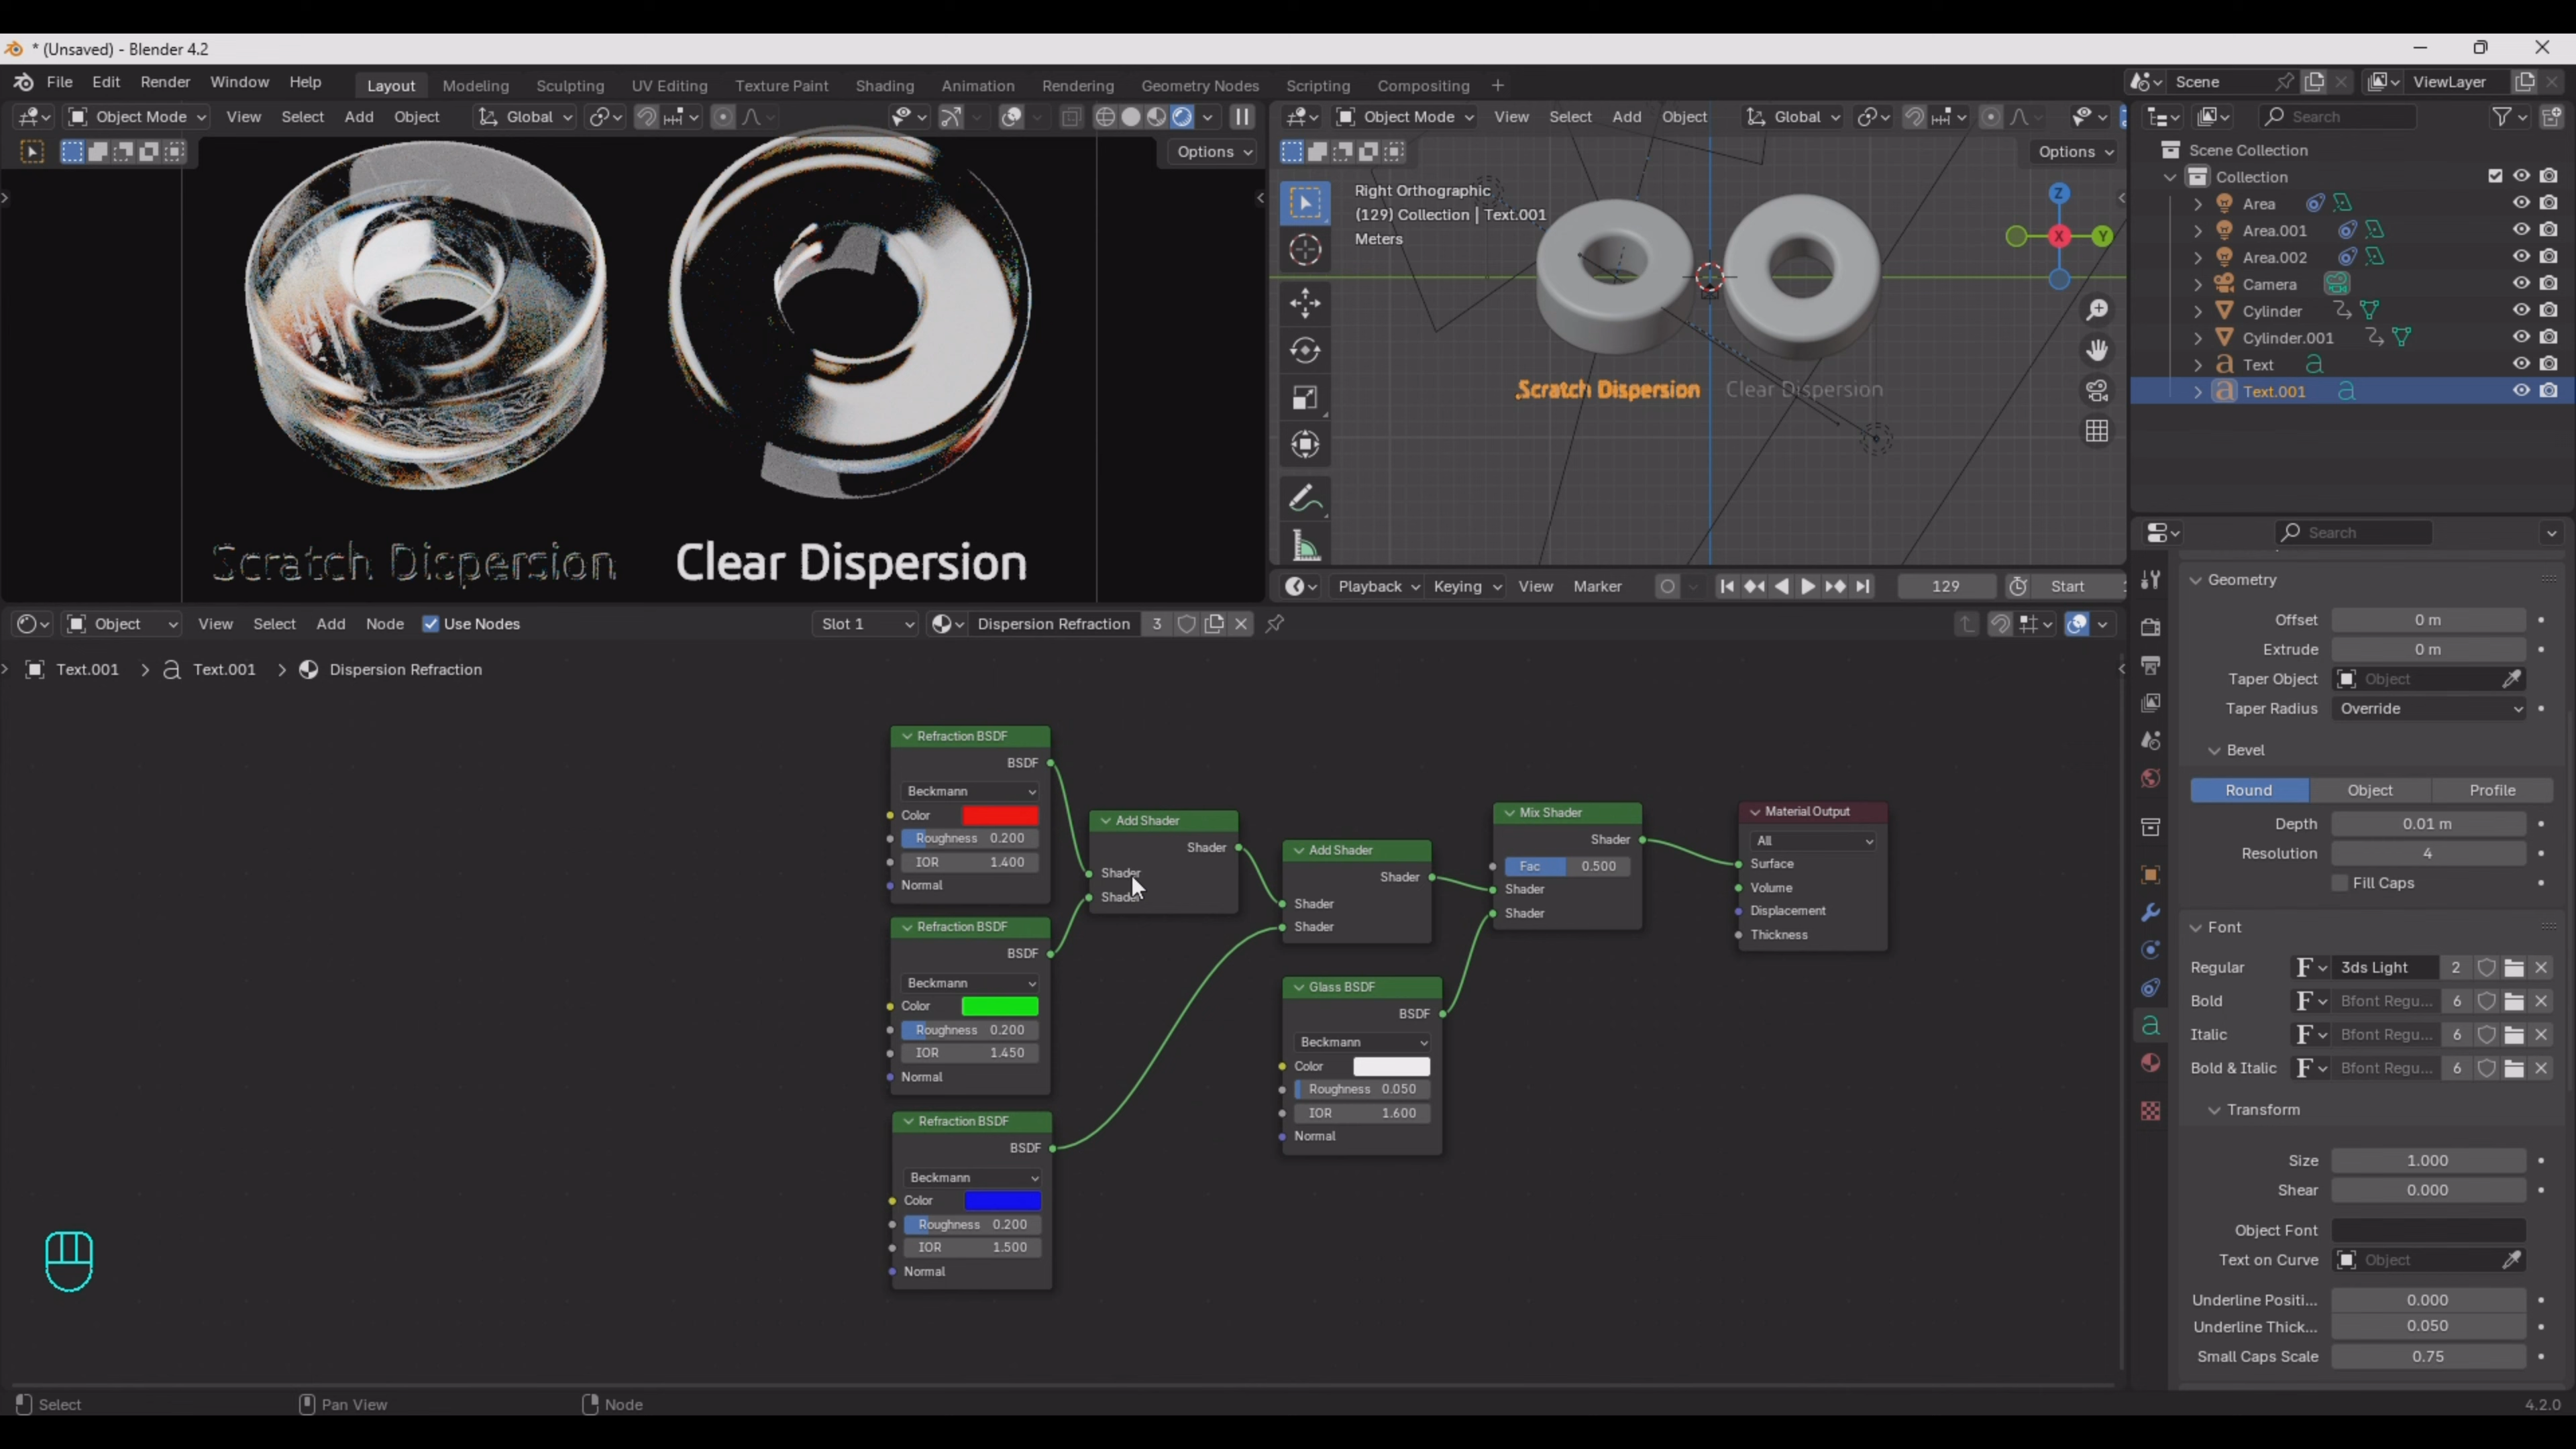 * (Unsaved) - Blender 4.2
File Edit Render Window Help Layout Modeling Sculpting UV Editing Texture Paint Shading Animation Rendering Geometry Nodes Scripting Compositing + Scene ViewLayer
Object Mode View Select Add Object Global
Options
Scratch Dispersion Clear Dispersion
Object Mode View Select Add Object Global
Options
Right Orthographic
(129) Collection | Text.001
Meters
Z
X
Y
Scratch Dispersion Clear Dispersion
Playback Keying View Marker 129 Start
Search
Scene Collection
Collection
Area
Area.001
Area.002
Camera
Cylinder
Cylinder.001
Text
Text.001
Object View Select Add Node Use Nodes Slot 1 Dispersion Refraction 3
Text.001 Text.001 Dispersion Refraction
Refraction BSDF
BSDF
Beckmann
Color
Roughness 0.200
IOR 1.400
Normal
Refraction BSDF
BSDF
Beckmann
Color
Roughness 0.200
IOR 1.450
Normal
Refraction BSDF
BSDF
Beckmann
Color
Roughness 0.200
IOR 1.500
Normal
Add Shader
Shader
Shader
Shader
Add Shader
Shader
Shader
Shader
Glass BSDF
BSDF
Beckmann
Color
Roughness 0.050
IOR 1.600
Normal
Mix Shader
Shader
Fac 0.500
Shader
Shader
Material Output
All
Surface
Volume
Displacement
Thickness
Search
Geometry
Offset 0 m
Extrude 0 m
Taper Object Object
Taper Radius Override
Bevel
Round Object Profile
Depth 0.01 m
Resolution 4
Fill Caps
Font
Regular F 3ds Light 2
Bold F Bfont Regu... 6
Italic F Bfont Regu... 6
Bold & Italic F Bfont Regu... 6
Transform
Size 1.000
Shear 0.000
Object Font
Text on Curve Object
Underline Positi... 0.000
Underline Thick... 0.050
Small Caps Scale 0.75
Select Pan View Node 4.2.0